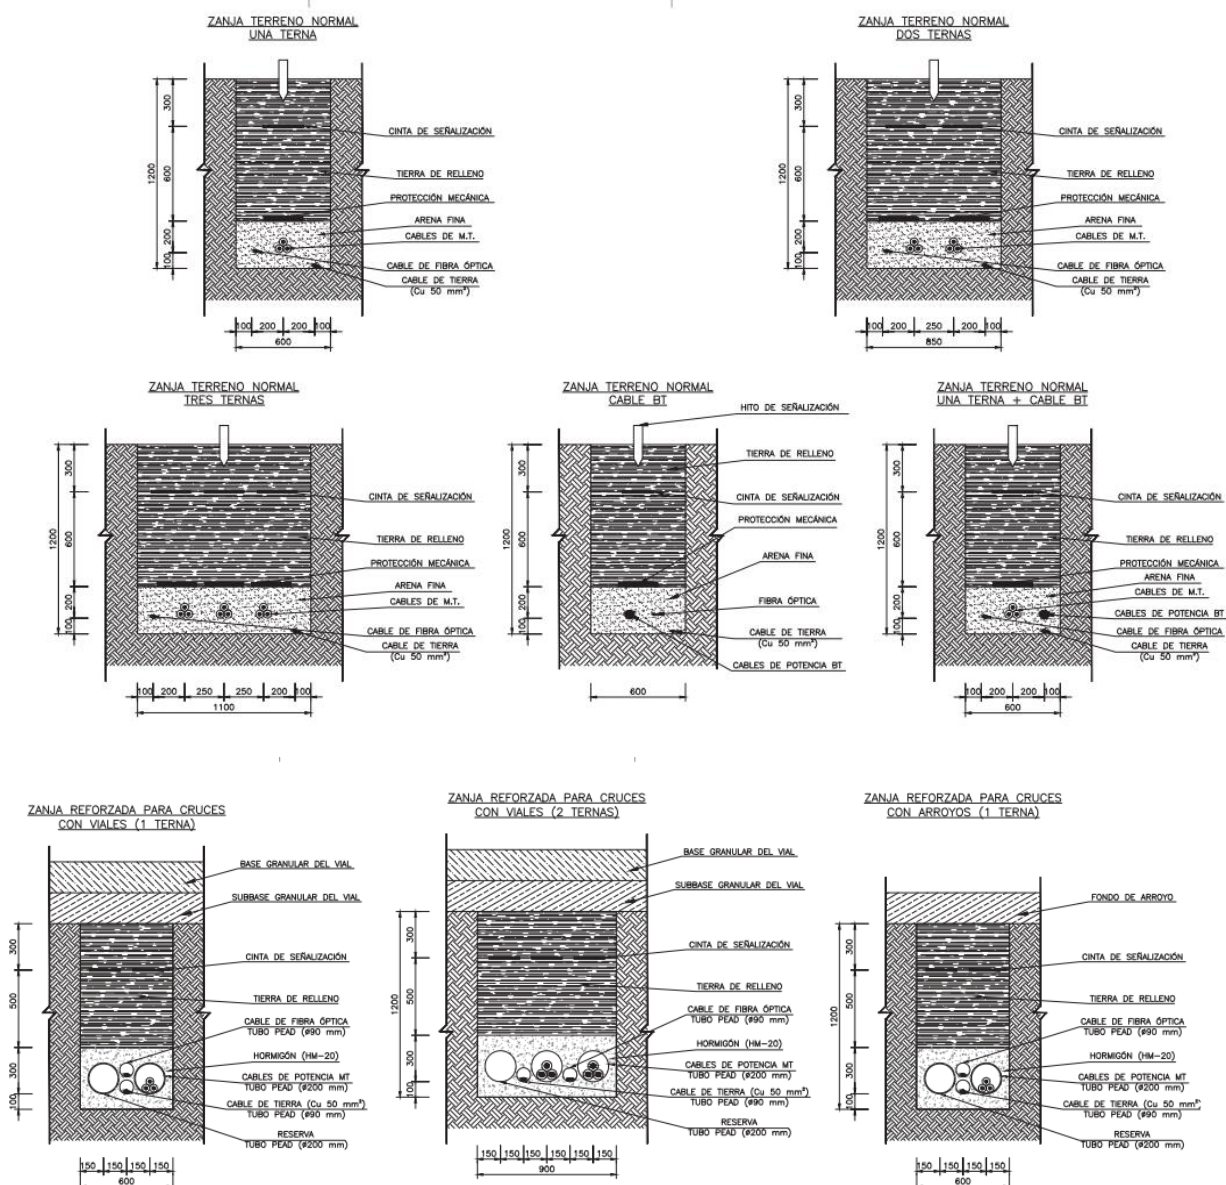 ZANJA TERRENO NORMAL
UNA TERNA
1200
300
600
200
100
CINTA DE SEÑALIZACIÓN
TIERRA DE RELLENO
PROTECCIÓN MECÁNICA
ARENA FINA
CABLES DE M.T.
CABLE DE FIBRA ÓPTICA
CABLE DE TIERRA
(Cu 50 mm²)
100 200 200 100
600
ZANJA TERRENO NORMAL
DOS TERNAS
1200
300
600
200
100
CINTA DE SEÑALIZACIÓN
TIERRA DE RELLENO
PROTECCIÓN MECÁNICA
ARENA FINA
CABLES DE M.T.
CABLE DE FIBRA ÓPTICA
CABLE DE TIERRA
(Cu 50 mm²)
100 200 250 200 100
850
ZANJA TERRENO NORMAL
TRES TERNAS
1200
300
600
200
100
CINTA DE SEÑALIZACIÓN
TIERRA DE RELLENO
PROTECCIÓN MECÁNICA
ARENA FINA
CABLES DE M.T.
CABLE DE FIBRA ÓPTICA
CABLE DE TIERRA
(Cu 50 mm²)
100 200 250 250 200 100
1100
ZANJA TERRENO NORMAL
CABLE BT
1200
300
600
200
100
HITO DE SEÑALIZACIÓN
TIERRA DE RELLENO
CINTA DE SEÑALIZACIÓN
PROTECCIÓN MECÁNICA
ARENA FINA
FIBRA ÓPTICA
CABLE DE TIERRA
(Cu 50 mm²)
CABLES DE POTENCIA BT
600
ZANJA TERRENO NORMAL
UNA TERNA + CABLE BT
1200
300
600
200
100
CINTA DE SEÑALIZACIÓN
TIERRA DE RELLENO
PROTECCIÓN MECÁNICA
ARENA FINA
CABLES DE M.T.
CABLES DE POTENCIA BT
CABLE DE FIBRA ÓPTICA
CABLE DE TIERRA
(Cu 50 mm²)
100 200 200 100
600
ZANJA REFORZADA PARA CRUCES
CON VIALES (1 TERNA)
300
500
300
100
BASE GRANULAR DEL VIAL
SUBBASE GRANULAR DEL VIAL
CINTA DE SEÑALIZACIÓN
TIERRA DE RELLENO
CABLE DE FIBRA ÓPTICA
TUBO PEAD (ø90 mm)
HORMIGÓN (HM-20)
CABLES DE POTENCIA MT
TUBO PEAD (ø200 mm)
CABLE DE TIERRA (Cu 50 mm²)
TUBO PEAD (ø90 mm)
RESERVA
TUBO PEAD (ø200 mm)
150 150 150 150
600
ZANJA REFORZADA PARA CRUCES
CON VIALES (2 TERNAS)
1200
300
500
300
100
BASE GRANULAR DEL VIAL
SUBBASE GRANULAR DEL VIAL
CINTA DE SEÑALIZACIÓN
TIERRA DE RELLENO
CABLE DE FIBRA ÓPTICA
TUBO PEAD (ø90 mm)
HORMIGÓN (HM-20)
CABLES DE POTENCIA MT
TUBO PEAD (ø200 mm)
CABLE DE TIERRA (Cu 50 mm²)
TUBO PEAD (ø90 mm)
RESERVA
TUBO PEAD (ø200 mm)
150 150 150 150 150 150
900
ZANJA REFORZADA PARA CRUCES
CON ARROYOS (1 TERNA)
1200
300
500
300
100
FONDO DE ARROYO
CINTA DE SEÑALIZACIÓN
TIERRA DE RELLENO
CABLE DE FIBRA ÓPTICA
TUBO PEAD (ø90 mm)
HORMIGÓN (HM-20)
CABLES DE POTENCIA MT
TUBO PEAD (ø200 mm)
CABLE DE TIERRA (Cu 50 mm²)
TUBO PEAD (ø90 mm)
RESERVA
TUBO PEAD (ø200 mm)
150 150 150 150
600